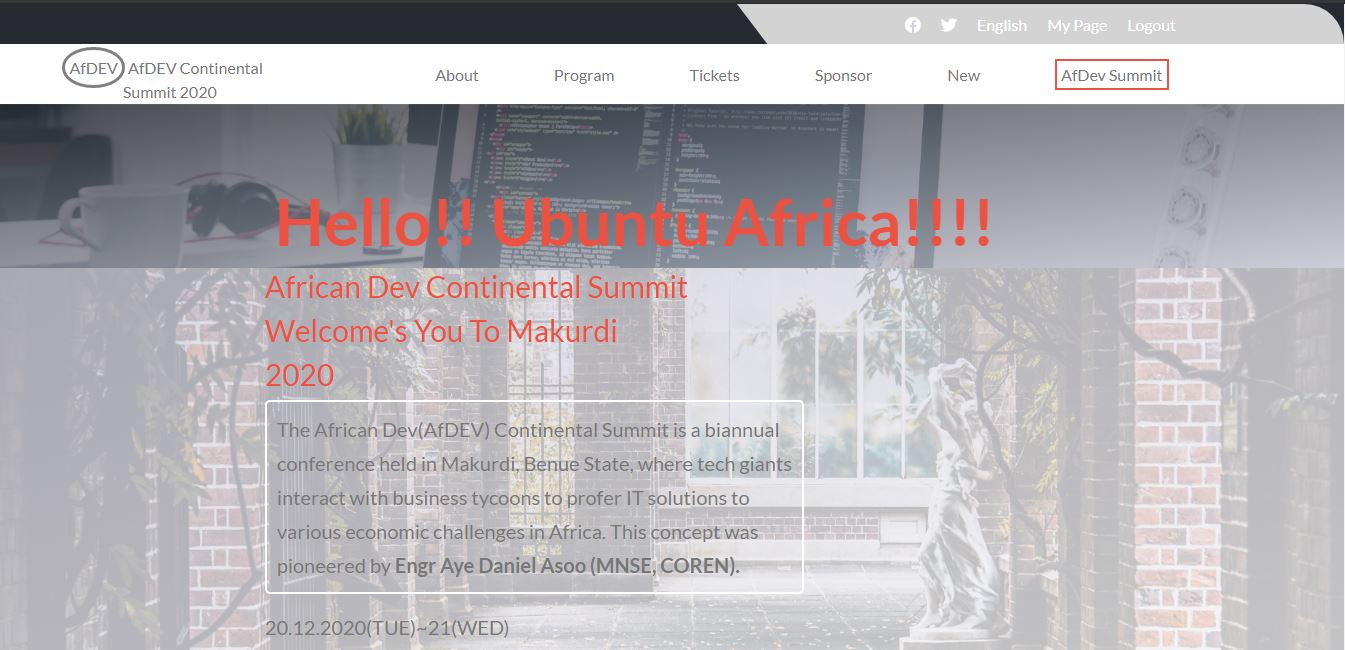 English My Page Logout
AfDEV AfDEV Continental
Summit 2020
About Program Tickets Sponsor New AfDev Summit
Hello!! Ubuntu Africa!!!!
African Dev Continental Summit
Welcome's You To Makurdi
2020
The African Dev(AfDEV) Continental Summit is a biannual
conference held in Makurdi, Benue State, where tech giants
interact with business tycoons to profer IT solutions to
various economic challenges in Africa. This concept was
pioneered by Engr Aye Daniel Asoo (MNSE, COREN).
20.12.2020(TUE)~21(WED)